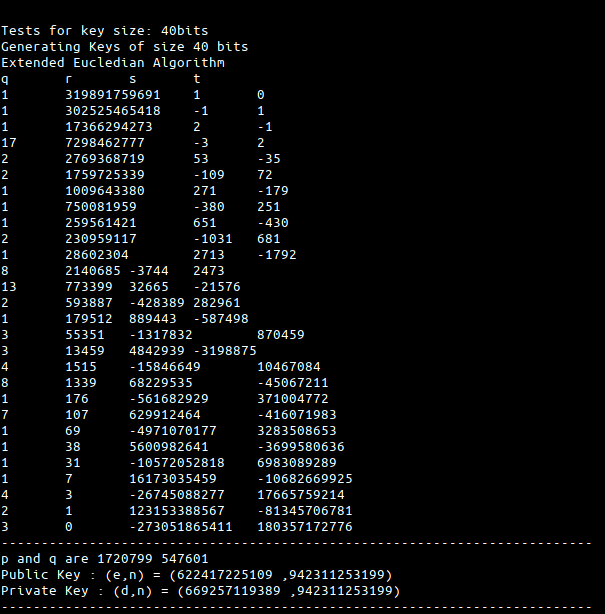 Tests for key size: 40bits
Generating Keys of size 40 bits
Extended Eucledian Algorithm
q r s t
1 319891759691 1 0
1 302525465418 -1 1
1 17366294273 2 -1
17 7298462777 -3 2
2 2769368719 53 -35
2 1759725339 -109 72
1 1009643380 271 -179
1 750081959 -380 251
1 259561421 651 -430
2 230959117 -1031 681
1 28602304 2713 -1792
8 2140685 -3744 2473
13 773399 32665 -21576
2 593887 -428389 282961
1 179512 889443 -587498
3 55351 -1317832 870459
3 13459 4842939 -3198875
4 1515 -15846649 10467084
8 1339 68229535 -45067211
1 176 -561682929 371004772
7 107 629912464 -416071983
1 69 -4971070177 3283508653
1 38 5600982641 -3699580636
1 31 -10572052818 6983089289
1 7 16173035459 -10682669925
4 3 -26745088277 17665759214
2 1 123153388567 -81345706781
3 0 -273051865411 180357172776
--------------------------------------------------------------------------
p and q are 1720799 547601
Public Key : (e,n) = (622417225109 ,942311253199)
Private Key : (d,n) = (669257119389 ,942311253199)
--------------------------------------------------------------------------